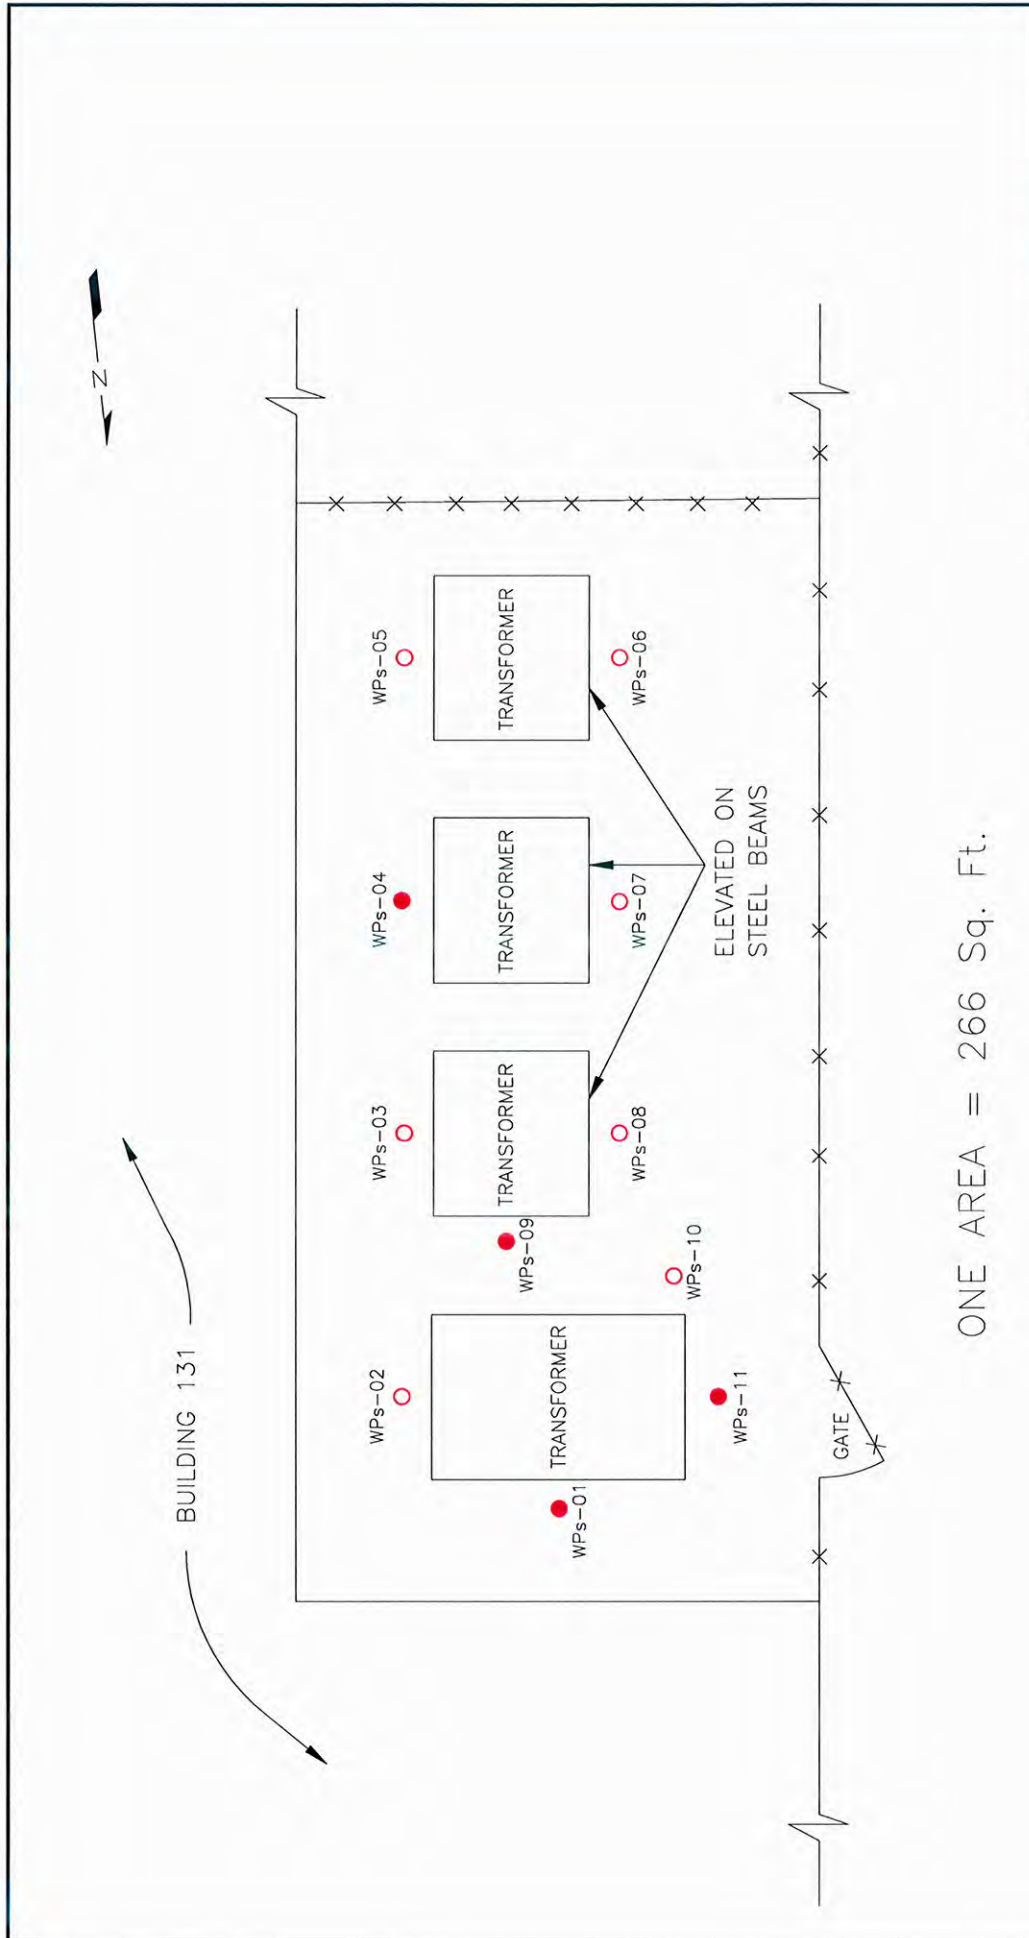 N
BUILDING 131
WPs-02
WPs-03
WPs-04
WPs-05
TRANSFORMER
TRANSFORMER
TRANSFORMER
TRANSFORMER
WPs-01
WPs-09
WPs-10
WPs-11
WPs-08
WPs-07
WPs-06
ELEVATED ON
STEEL BEAMS
GATE
ONE AREA = 266 Sq. Ft.